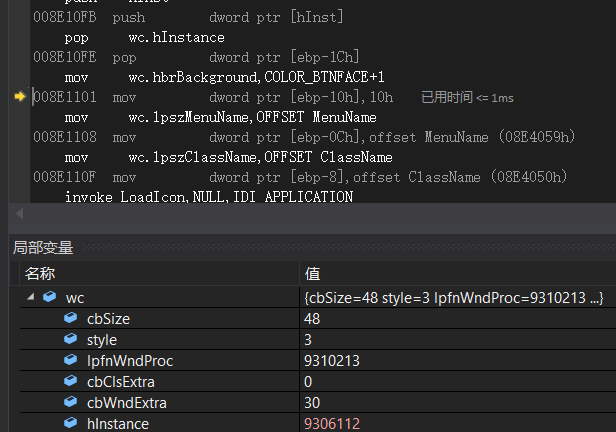 008E10FB  push        dword ptr [hInst]
pop   wc.hInstance
008E10FE  pop         dword ptr [ebp-1Ch]
mov   wc.hbrBackground,COLOR_BTNFACE+1
008E1101  mov         dword ptr [ebp-10h],10h  已用时间 <= 1ms
mov   wc.lpszMenuName,OFFSET MenuName
008E1108  mov         dword ptr [ebp-0Ch],offset MenuName (08E4059h)
mov   wc.lpszClassName,OFFSET ClassName
008E110F  mov         dword ptr [ebp-8],offset ClassName (08E4050h)
invoke LoadIcon,NULL,IDI_APPLICATION
局部变量
名称 值
wc {cbSize=48 style=3 lpfnWndProc=9310213 ...}
cbSize 48
style 3
lpfnWndProc 9310213
cbClsExtra 0
cbWndExtra 30
hInstance 9306112